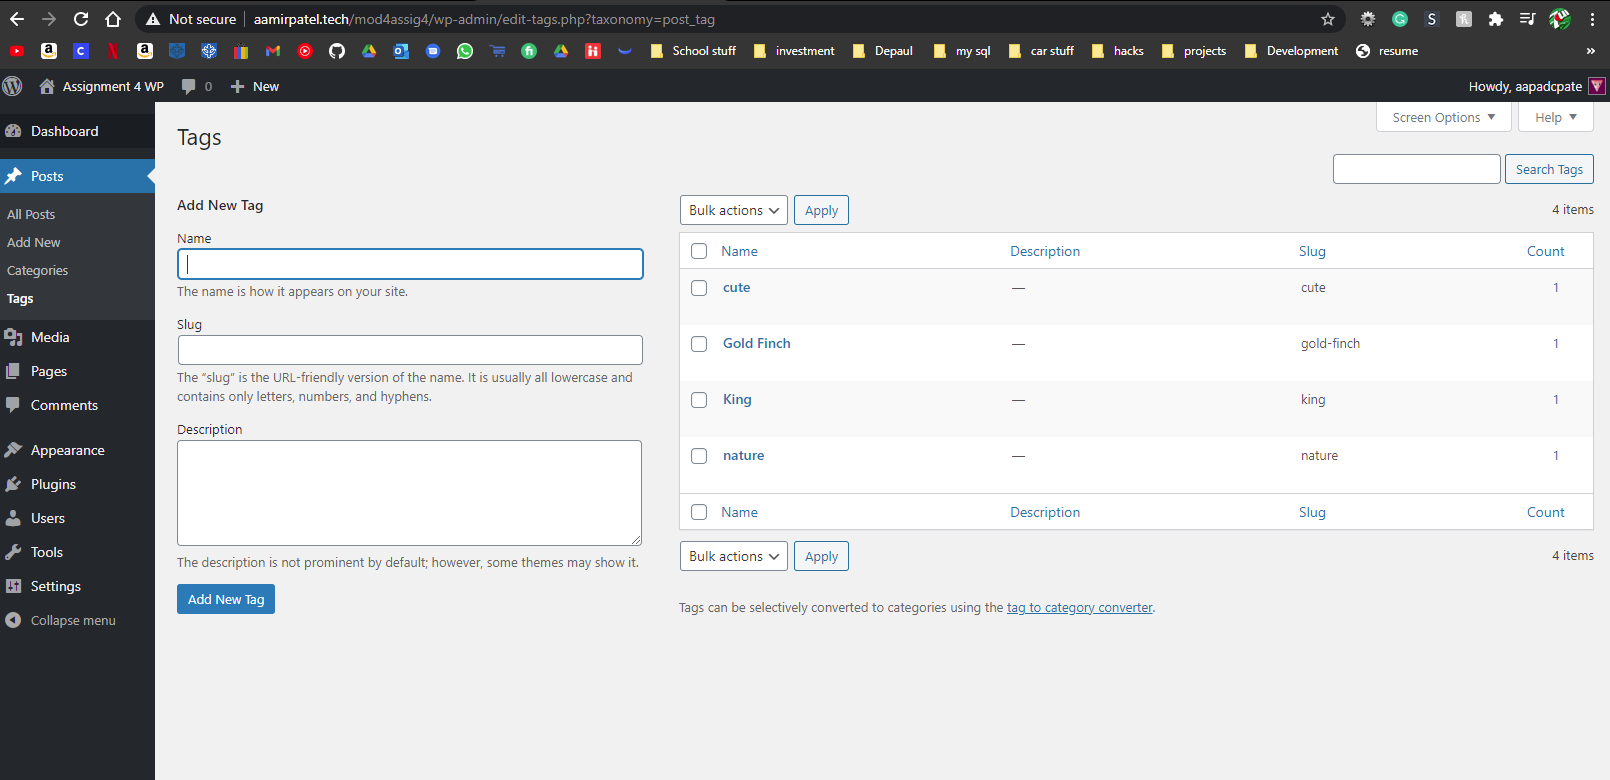 Not secure | aamirpatel.tech/mod4assig4/wp-admin/edit-tags.php?taxonomy=post_tag
School stuff investment Depaul my sql car stuff hacks projects Development resume »
Assignment 4 WP 0 + New Howdy, aapadcpate
Screen Options Help
Dashboard
Posts
All Posts
Add New
Categories
Tags
Media
Pages
Comments
Appearance
Plugins
Users
Tools
Settings
Collapse menu
Tags
Search Tags
Add New Tag
Name
The name is how it appears on your site.
Slug
The “slug” is the URL-friendly version of the name. It is usually all lowercase and
contains only letters, numbers, and hyphens.
Description
The description is not prominent by default; however, some themes may show it.
Add New Tag
Bulk actions Apply 4 items
Name Description Slug Count
cute — cute 1
Gold Finch — gold-finch 1
King — king 1
nature — nature 1
Name Description Slug Count
Bulk actions Apply 4 items
Tags can be selectively converted to categories using the tag to category converter.